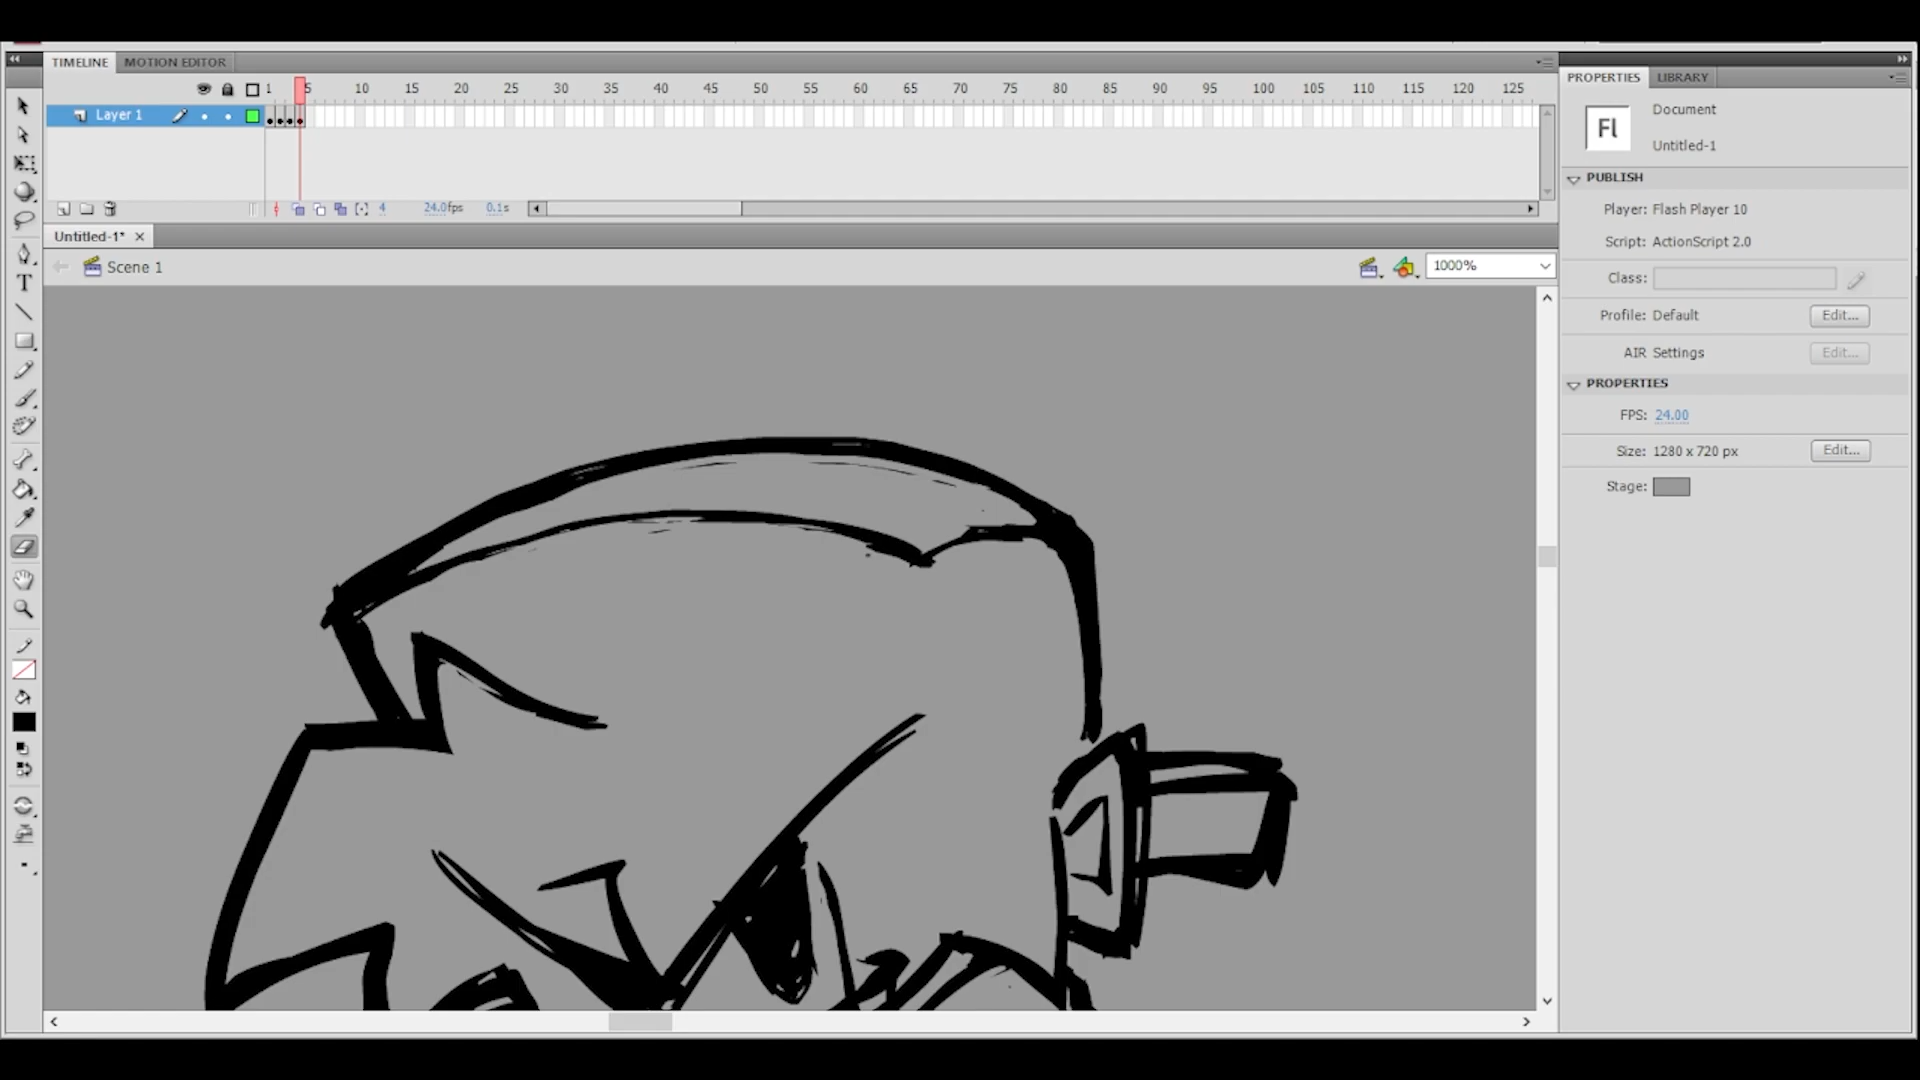 TIMELINE MOTION EDITOR
1 5 10 15 20 25 30 35 40 45 50 55 60 65 70 75 80 85 90 95 100 105 110 115 120 125
Layer 1
4 24.0fps 0.1s
Untitled-1*
Scene 1
1000%
T
PROPERTIES LIBRARY
Fl
Document
Untitled-1
PUBLISH
Player: Flash Player 10
Script: ActionScript 2.0
Class:
Profile: Default Edit...
AIR Settings Edit...
PROPERTIES
FPS: 24.00
Size: 1280 x 720 px Edit...
Stage: